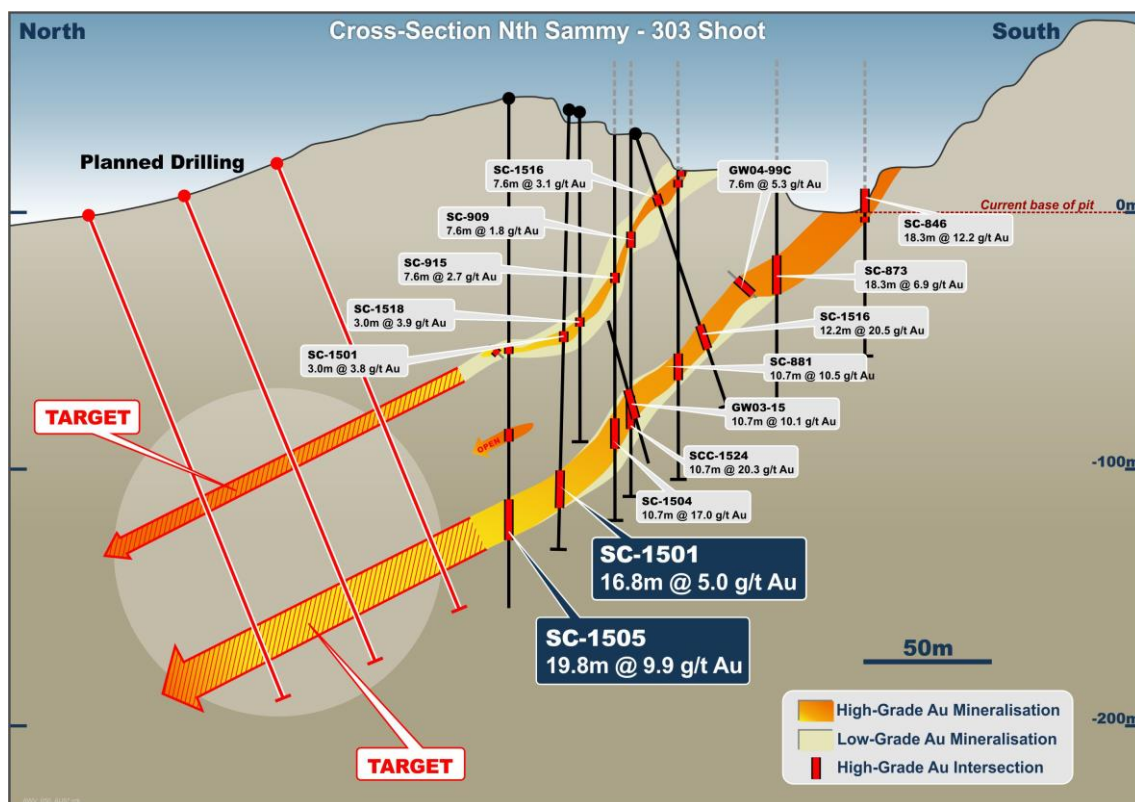 North
Cross-Section Nth Sammy - 303 Shoot
South
Planned Drilling
SC-1516
7.6m @ 3.1 g/t Au
GW04-99C
7.6m @ 5.3 g/t Au
Current base of pit
0m
SC-909
7.6m @ 1.8 g/t Au
SC-846
18.3m @ 12.2 g/t Au
SC-915
7.6m @ 2.7 g/t Au
SC-873
18.3m @ 6.9 g/t Au
SC-1518
3.0m @ 3.9 g/t Au
SC-1516
12.2m @ 20.5 g/t Au
SC-1501
3.0m @ 3.8 g/t Au
SC-881
10.7m @ 10.5 g/t Au
TARGET
GW03-15
10.7m @ 10.1 g/t Au
OPEN
SCC-1524
10.7m @ 20.3 g/t Au
-100m
SC-1504
10.7m @ 17.0 g/t Au
SC-1501
16.8m @ 5.0 g/t Au
SC-1505
19.8m @ 9.9 g/t Au
50m
TARGET
High-Grade Au Mineralisation
Low-Grade Au Mineralisation
High-Grade Au Intersection
-200m